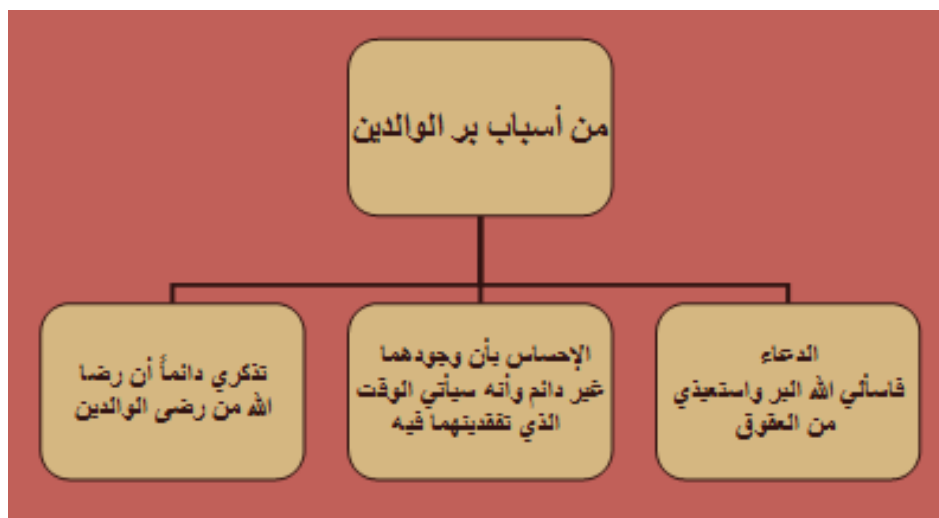 من أسباب بر الوالدين
الدعاء
فاسألي الله البر واستعيذي
من العقوق
الإحساس بأن وجودهما
غير دائم وأنه سيأتي الوقت
الذي تفقدينهما فيه
تذكري دائماً أن رضا
الله من رضى الوالدين